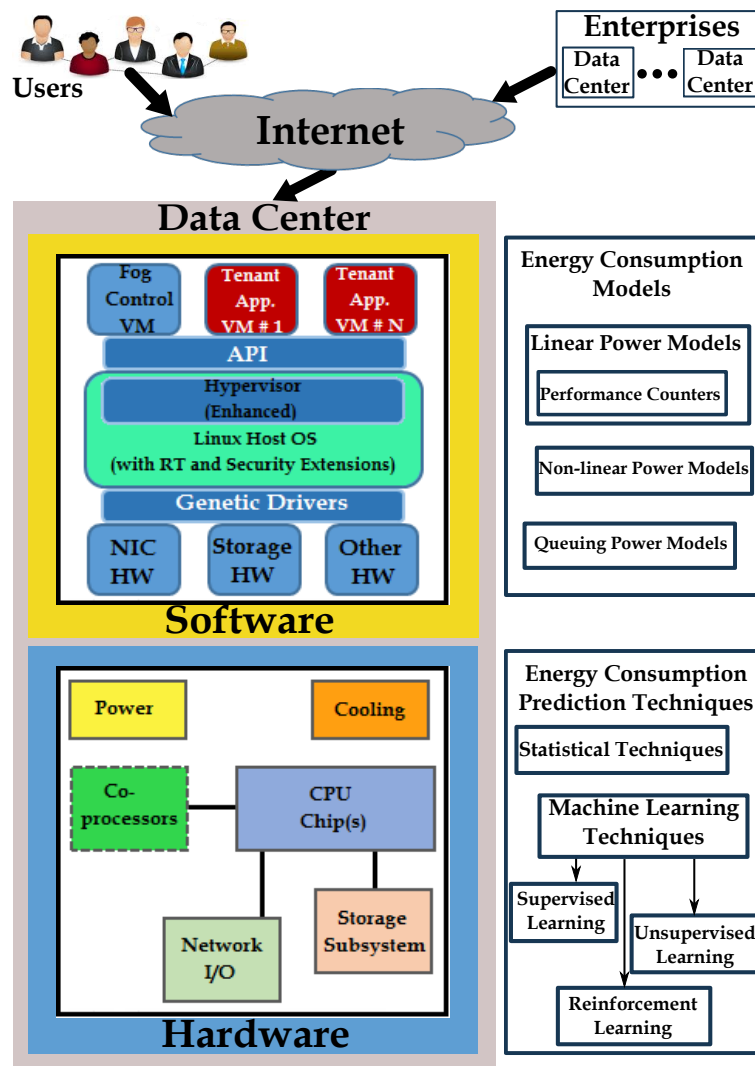 Users
Enterprises
Data
Center
Data
Center
Internet
Data Center
Fog
Control
VM
Tenant
App.
VM # 1
Tenant
App.
VM # N
API
Hypervisor
(Enhanced)
Linux Host OS
(with RT and Security Extensions)
Genetic Drivers
NIC
HW
Storage
HW
Other
HW
Software
Power
Cooling
Co-
processors
CPU
Chip(s)
Network
I/O
Storage
Subsystem
Hardware
Energy Consumption
Models
Linear Power Models
Performance Counters
Non-linear Power Models
Queuing Power Models
Energy Consumption
Prediction Techniques
Statistical Techniques
Machine Learning
Techniques
Supervised
Learning
Unsupervised
Learning
Reinforcement
Learning